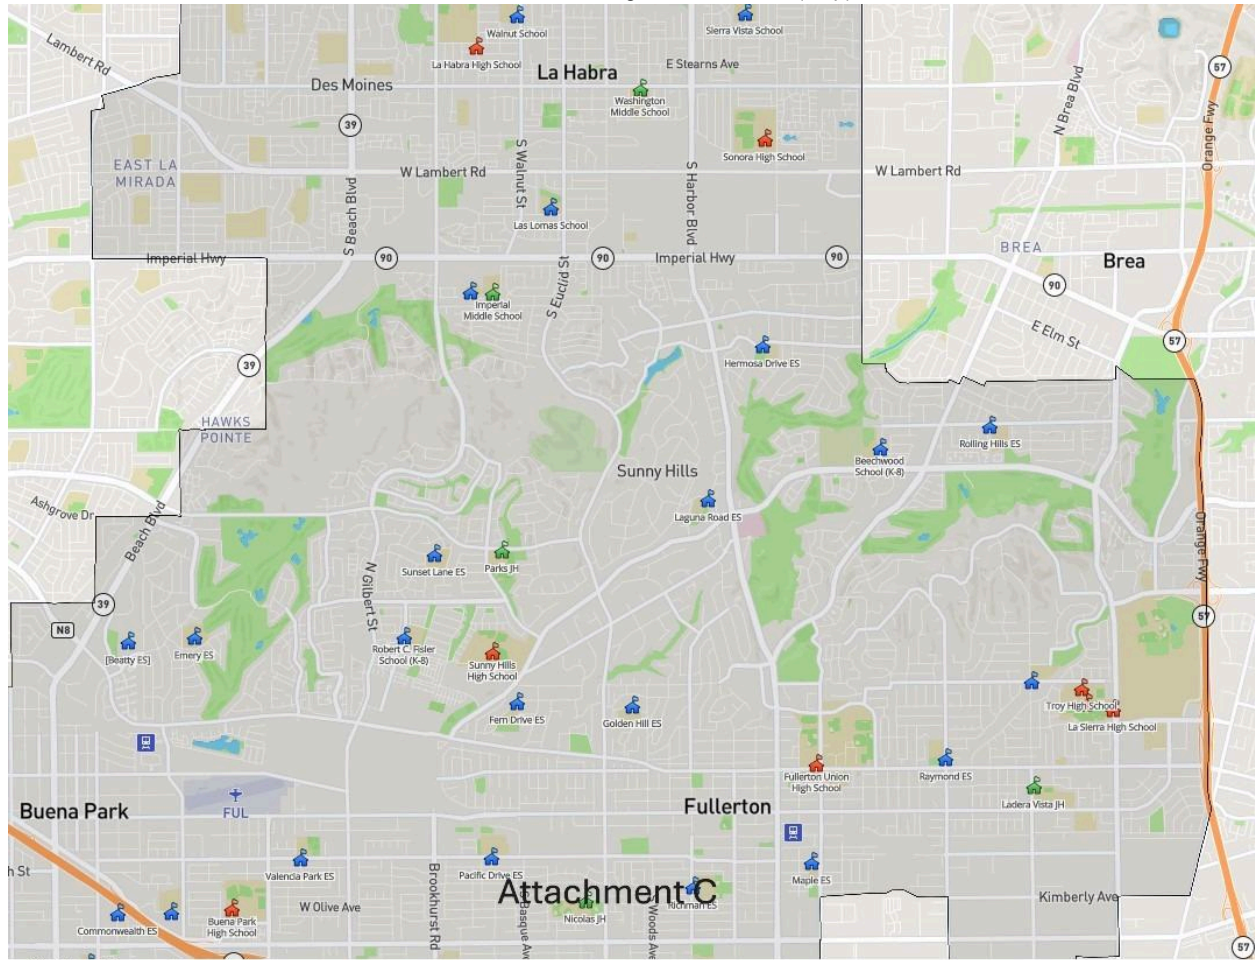 Lambert Rd
Walnut School
Sierra Vista School
La Habra High School
La Habra
E Stearns Ave
57
Des Moines
Washington
Middle School
N Brea Blvd
Orange Fwy
39
Sonora High School
EAST LA
MIRADA
W Lambert Rd
S Walnut St
S Harbor Blvd
W Lambert Rd
S Beach Blvd
Las Lomas School
BREA
Brea
Imperial Hwy
90
90
Imperial Hwy
90
90
S Euclid St
Imperial
Middle School
E Elm St
57
39
Hermosa Drive ES
HAWKS
POINTE
Rolling Hills ES
Beechwood
School (K-8)
Sunny Hills
Ashgrove Dr
Beach Blvd
Laguna Road ES
Orange Fwy
Sunset Lane ES
Parks JH
N Gilbert St
39
57
N8
[Beatty ES]
Emery ES
Robert C. Fisler
School (K-8)
Sunny Hills
High School
Fern Drive ES
Golden Hill ES
Troy High School
La Sierra High School
Fullerton Union
High School
Raymond ES
Ladera Vista JH
Buena Park
FUL
Fullerton
h St
Valencia Park ES
Brookhurst Rd
Pacific Drive ES
Maple ES
Attachment C
Richman ES
Kimberly Ave
W Olive Ave
S Basque Ave
Nicolas JH
S Woods Ave
Commonwealth ES
Buena Park
High School
57